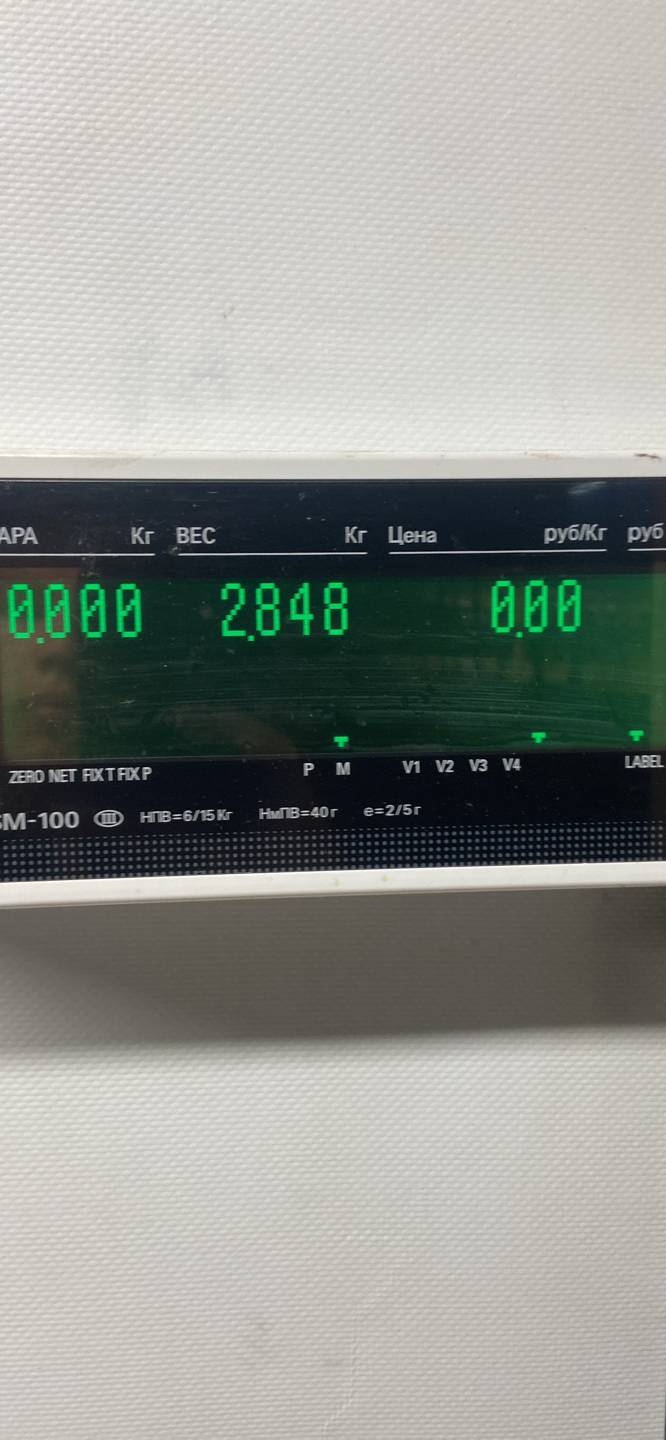 АРА Кг ВЕС Кг Цена руб/Кг руб
0.000 2.848 0.00
ZERO NET FIX T FIX P P M V1 V2 V3 V4 LABEL
SM-100 III НПВ=6/15 Кг НмПВ=40 г е=2/5 г